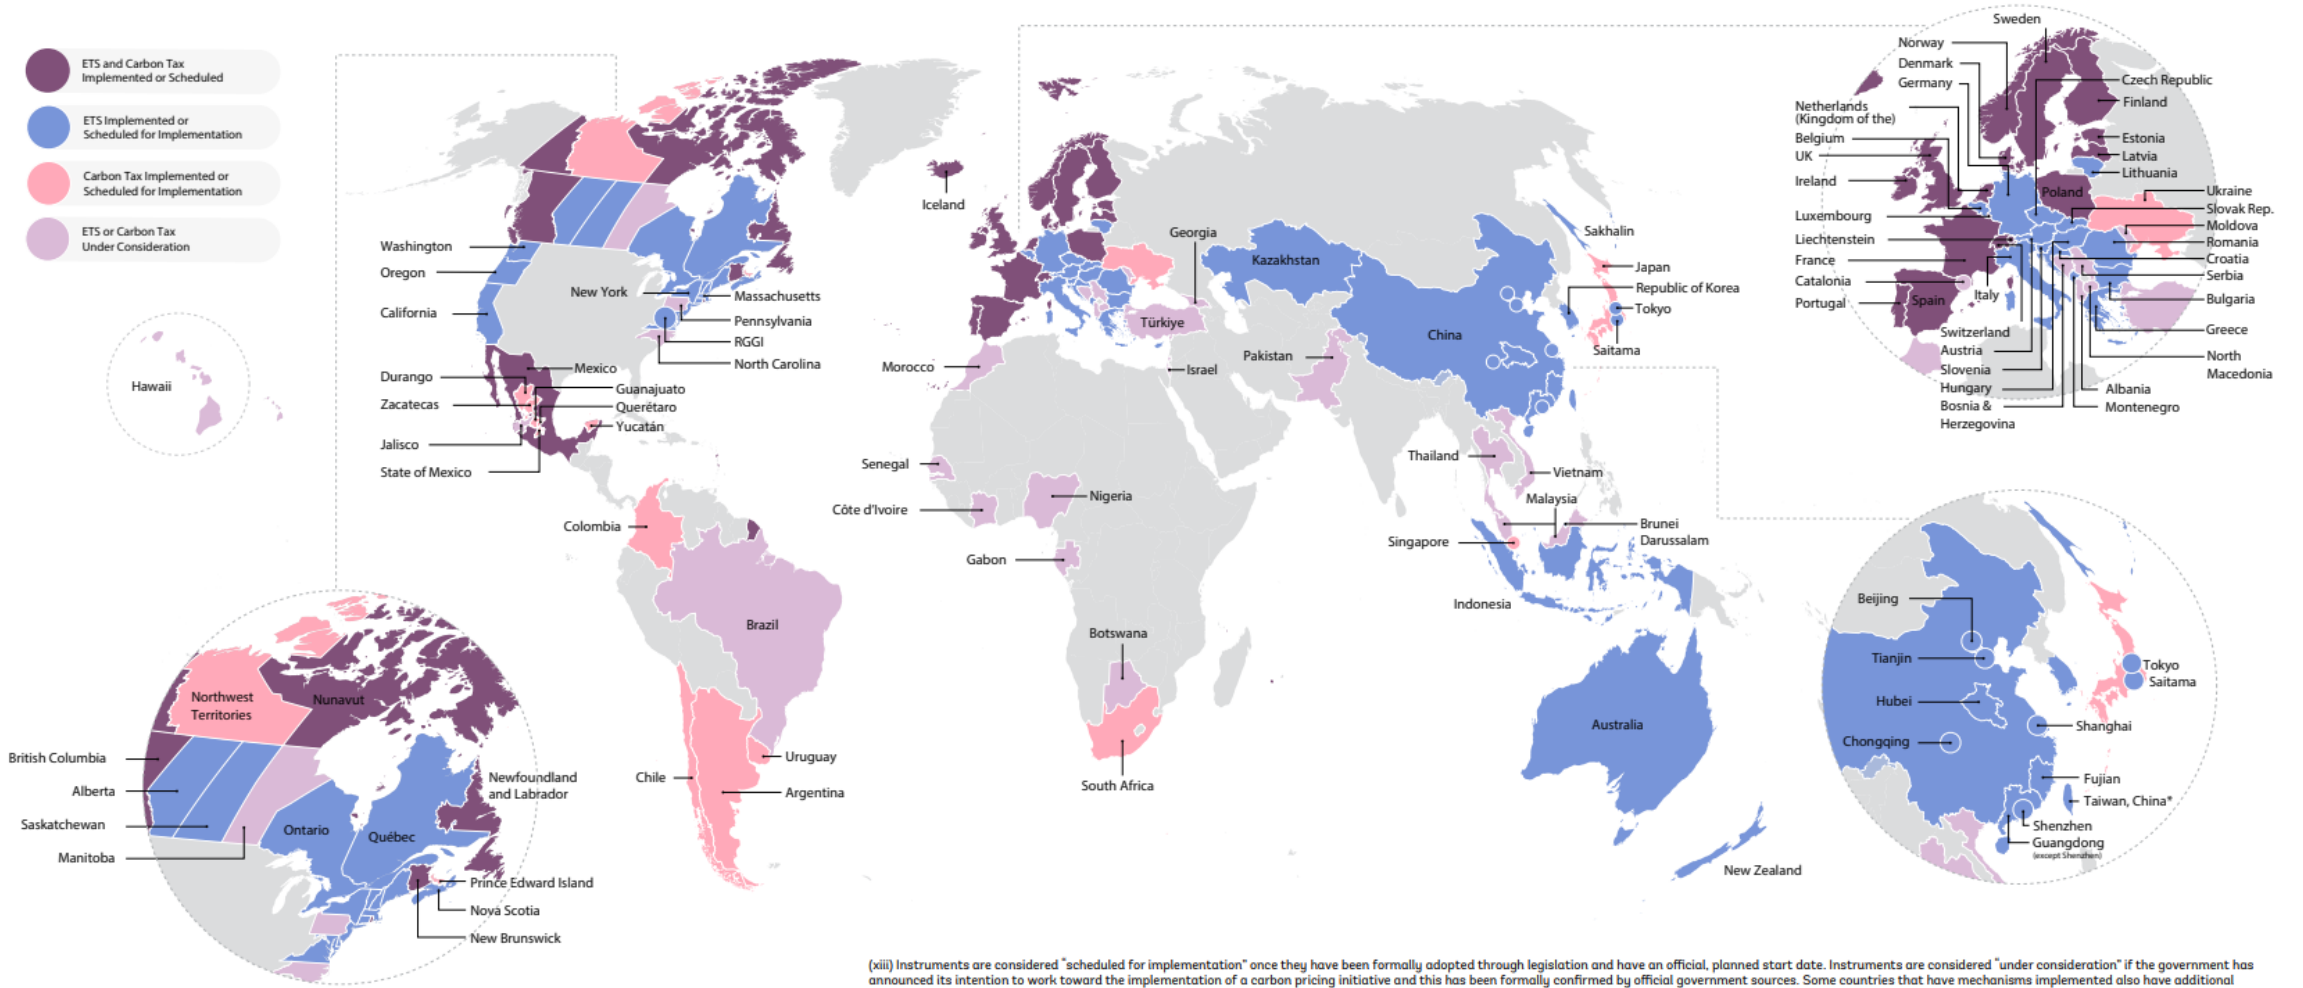 ETS and Carbon Tax
Implemented or Scheduled
ETS Implemented or
Scheduled for Implementation
Carbon Tax Implemented or
Scheduled for Implementation
ETS or Carbon Tax
Under Consideration
Hawaii
Washington
Oregon
California
New York
Massachusetts
Pennsylvania
RGGI
North Carolina
Mexico
Durango
Guanajuato
Zacatecas
Querétaro
Yucatán
Jalisco
State of Mexico
Colombia
Brazil
Uruguay
Chile
Argentina
Iceland
Georgia
Kazakhstan
Türkiye
Morocco
Israel
Pakistan
China
Senegal
Nigeria
Côte d'Ivoire
Gabon
Botswana
South Africa
Sakhalin
Japan
Republic of Korea
Tokyo
Saitama
Thailand
Vietnam
Malaysia
Singapore
Brunei
Darussalam
Indonesia
Australia
New Zealand
Sweden
Norway
Denmark
Germany
Netherlands
(Kingdom of the)
Belgium
UK
Ireland
Luxembourg
Liechtenstein
France
Catalonia
Portugal
Spain
Italy
Poland
Switzerland
Austria
Slovenia
Hungary
Bosnia &
Herzegovina
Czech Republic
Finland
Estonia
Latvia
Lithuania
Ukraine
Slovak Rep.
Moldova
Romania
Croatia
Serbia
Bulgaria
Greece
North
Macedonia
Albania
Montenegro
Northwest
Territories
Nunavut
British Columbia
Alberta
Saskatchewan
Manitoba
Ontario
Québec
Newfoundland
and Labrador
Prince Edward Island
Nova Scotia
New Brunswick
Beijing
Tianjin
Hubei
Chongqing
Tokyo
Saitama
Shanghai
Fujian
Taiwan, China*
Shenzhen
Guangdong
(except Shenzhen)
(xiii) Instruments are considered "scheduled for implementation" once they have been formally adopted through legislation and have an official, planned start date. Instruments are considered "under consideration" if the government has
announced its intention to work toward the implementation of a carbon pricing initiative and this has been formally confirmed by official government sources. Some countries that have mechanisms implemented also have additional